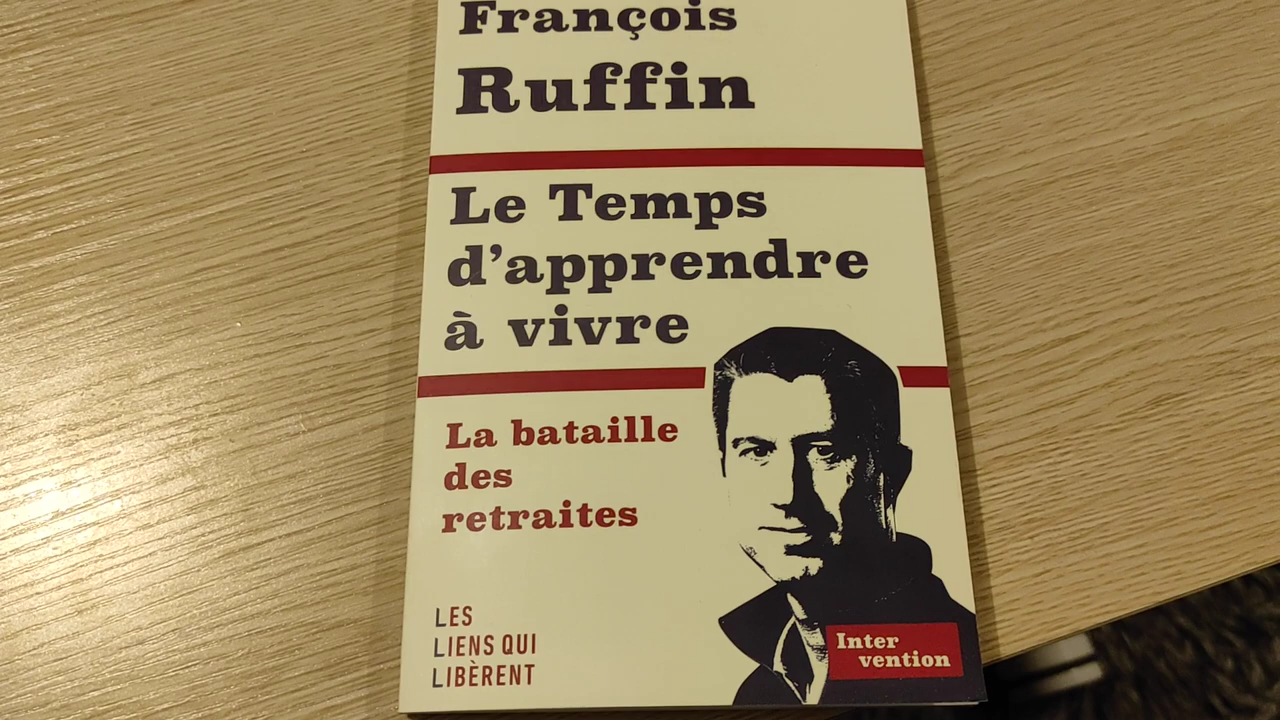 François
Ruffin
Le Temps
d'apprendre
à vivre
La bataille
des
retraites
LES
LIENS QUI
LIBÈRENT
Inter
vention